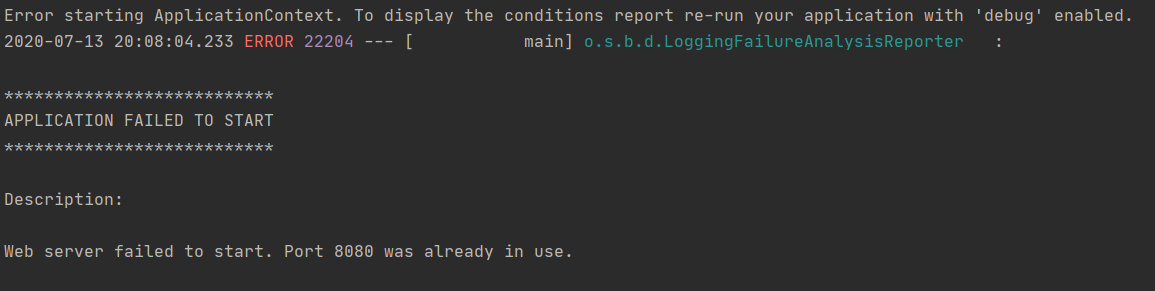 Error starting ApplicationContext. To display the conditions report re-run your application with 'debug' enabled.
2020-07-13 20:08:04.233 ERROR 22204 --- [           main] o.s.b.d.LoggingFailureAnalysisReporter   :
***************************
APPLICATION FAILED TO START
***************************
Description:
Web server failed to start. Port 8080 was already in use.